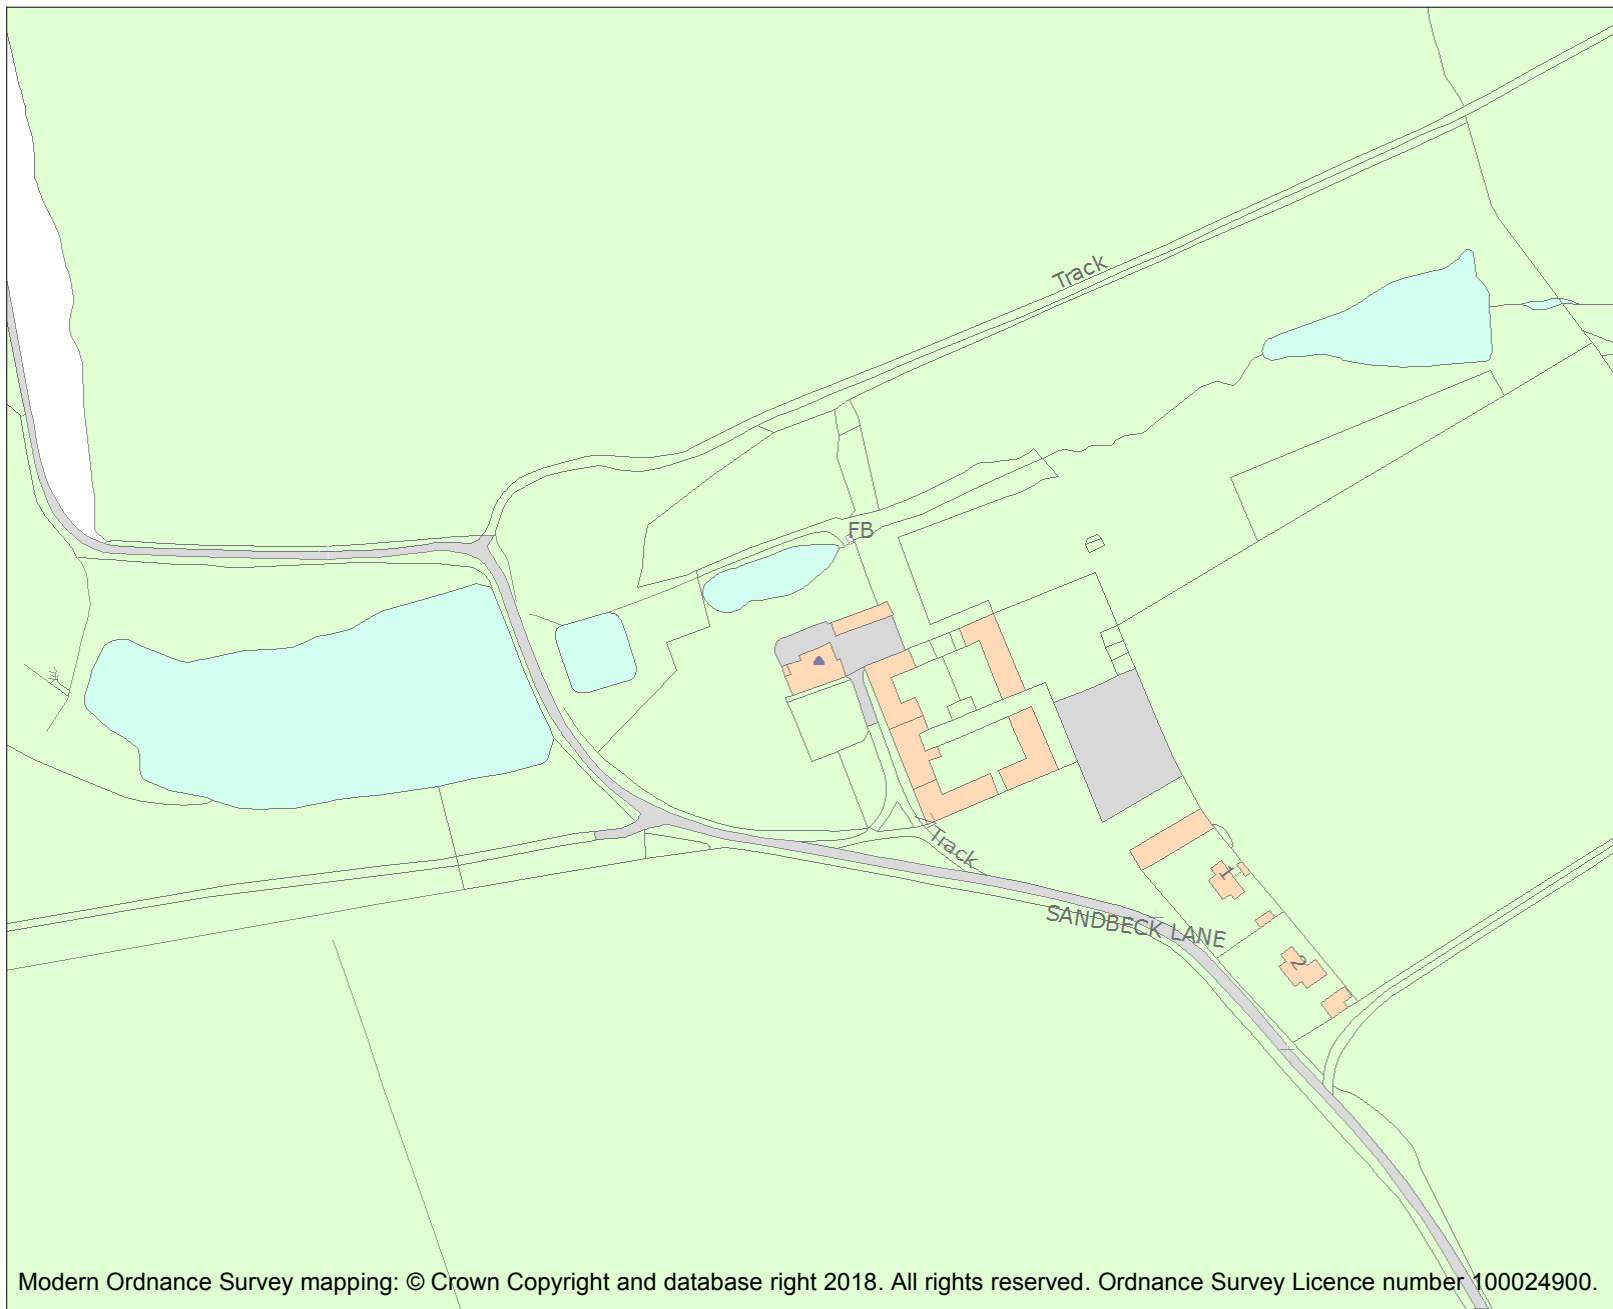 Track
FB
Track
1
SANDBECK LANE
2
Modern Ordnance Survey mapping: © Crown Copyright and database right 2018. All rights reserved. Ordnance Survey Licence number 100024900.